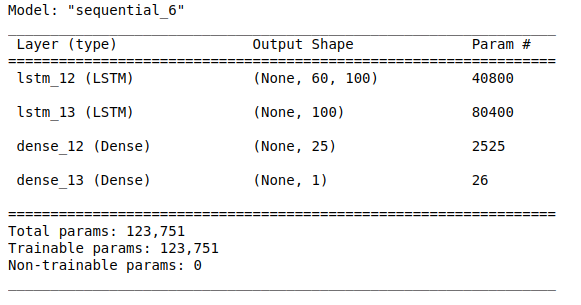 Model: "sequential_6"
_________________________________________________________________
Layer (type)                Output Shape              Param #
=================================================================
lstm_12 (LSTM)              (None, 60, 100)           40800
lstm_13 (LSTM)              (None, 100)               80400
dense_12 (Dense)            (None, 25)                2525
dense_13 (Dense)            (None, 1)                 26
=================================================================
Total params: 123,751
Trainable params: 123,751
Non-trainable params: 0
_________________________________________________________________